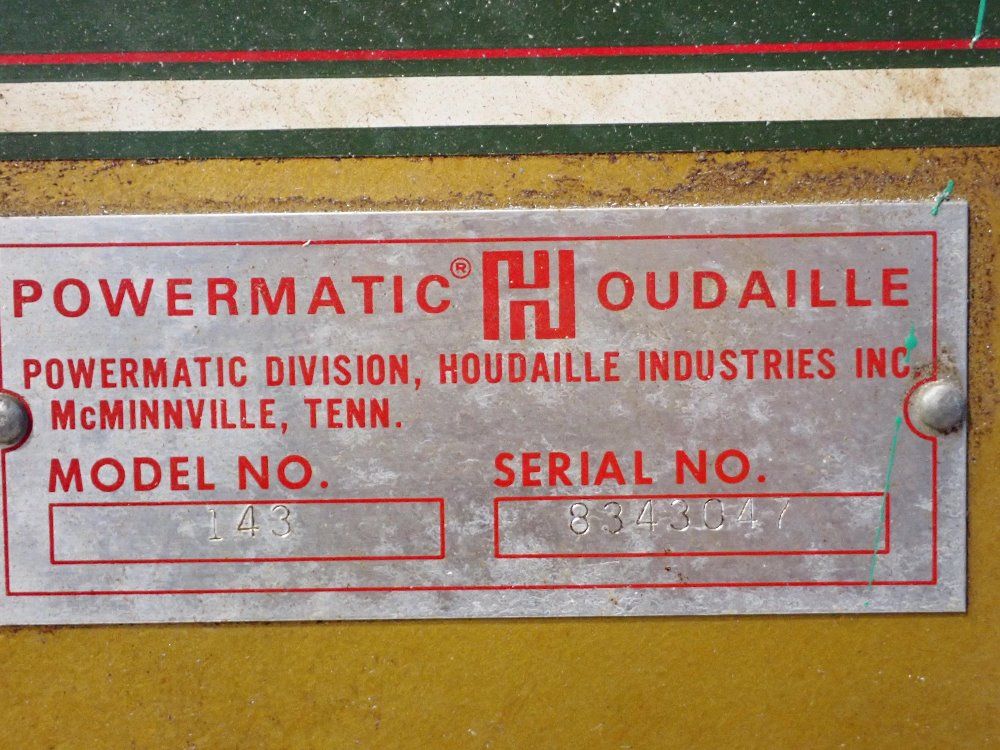 POWERMATIC® HOUDAILLE
POWERMATIC DIVISION, HOUDAILLE INDUSTRIES INC.
McMINNVILLE, TENN.
MODEL NO. SERIAL NO.
143 8343047